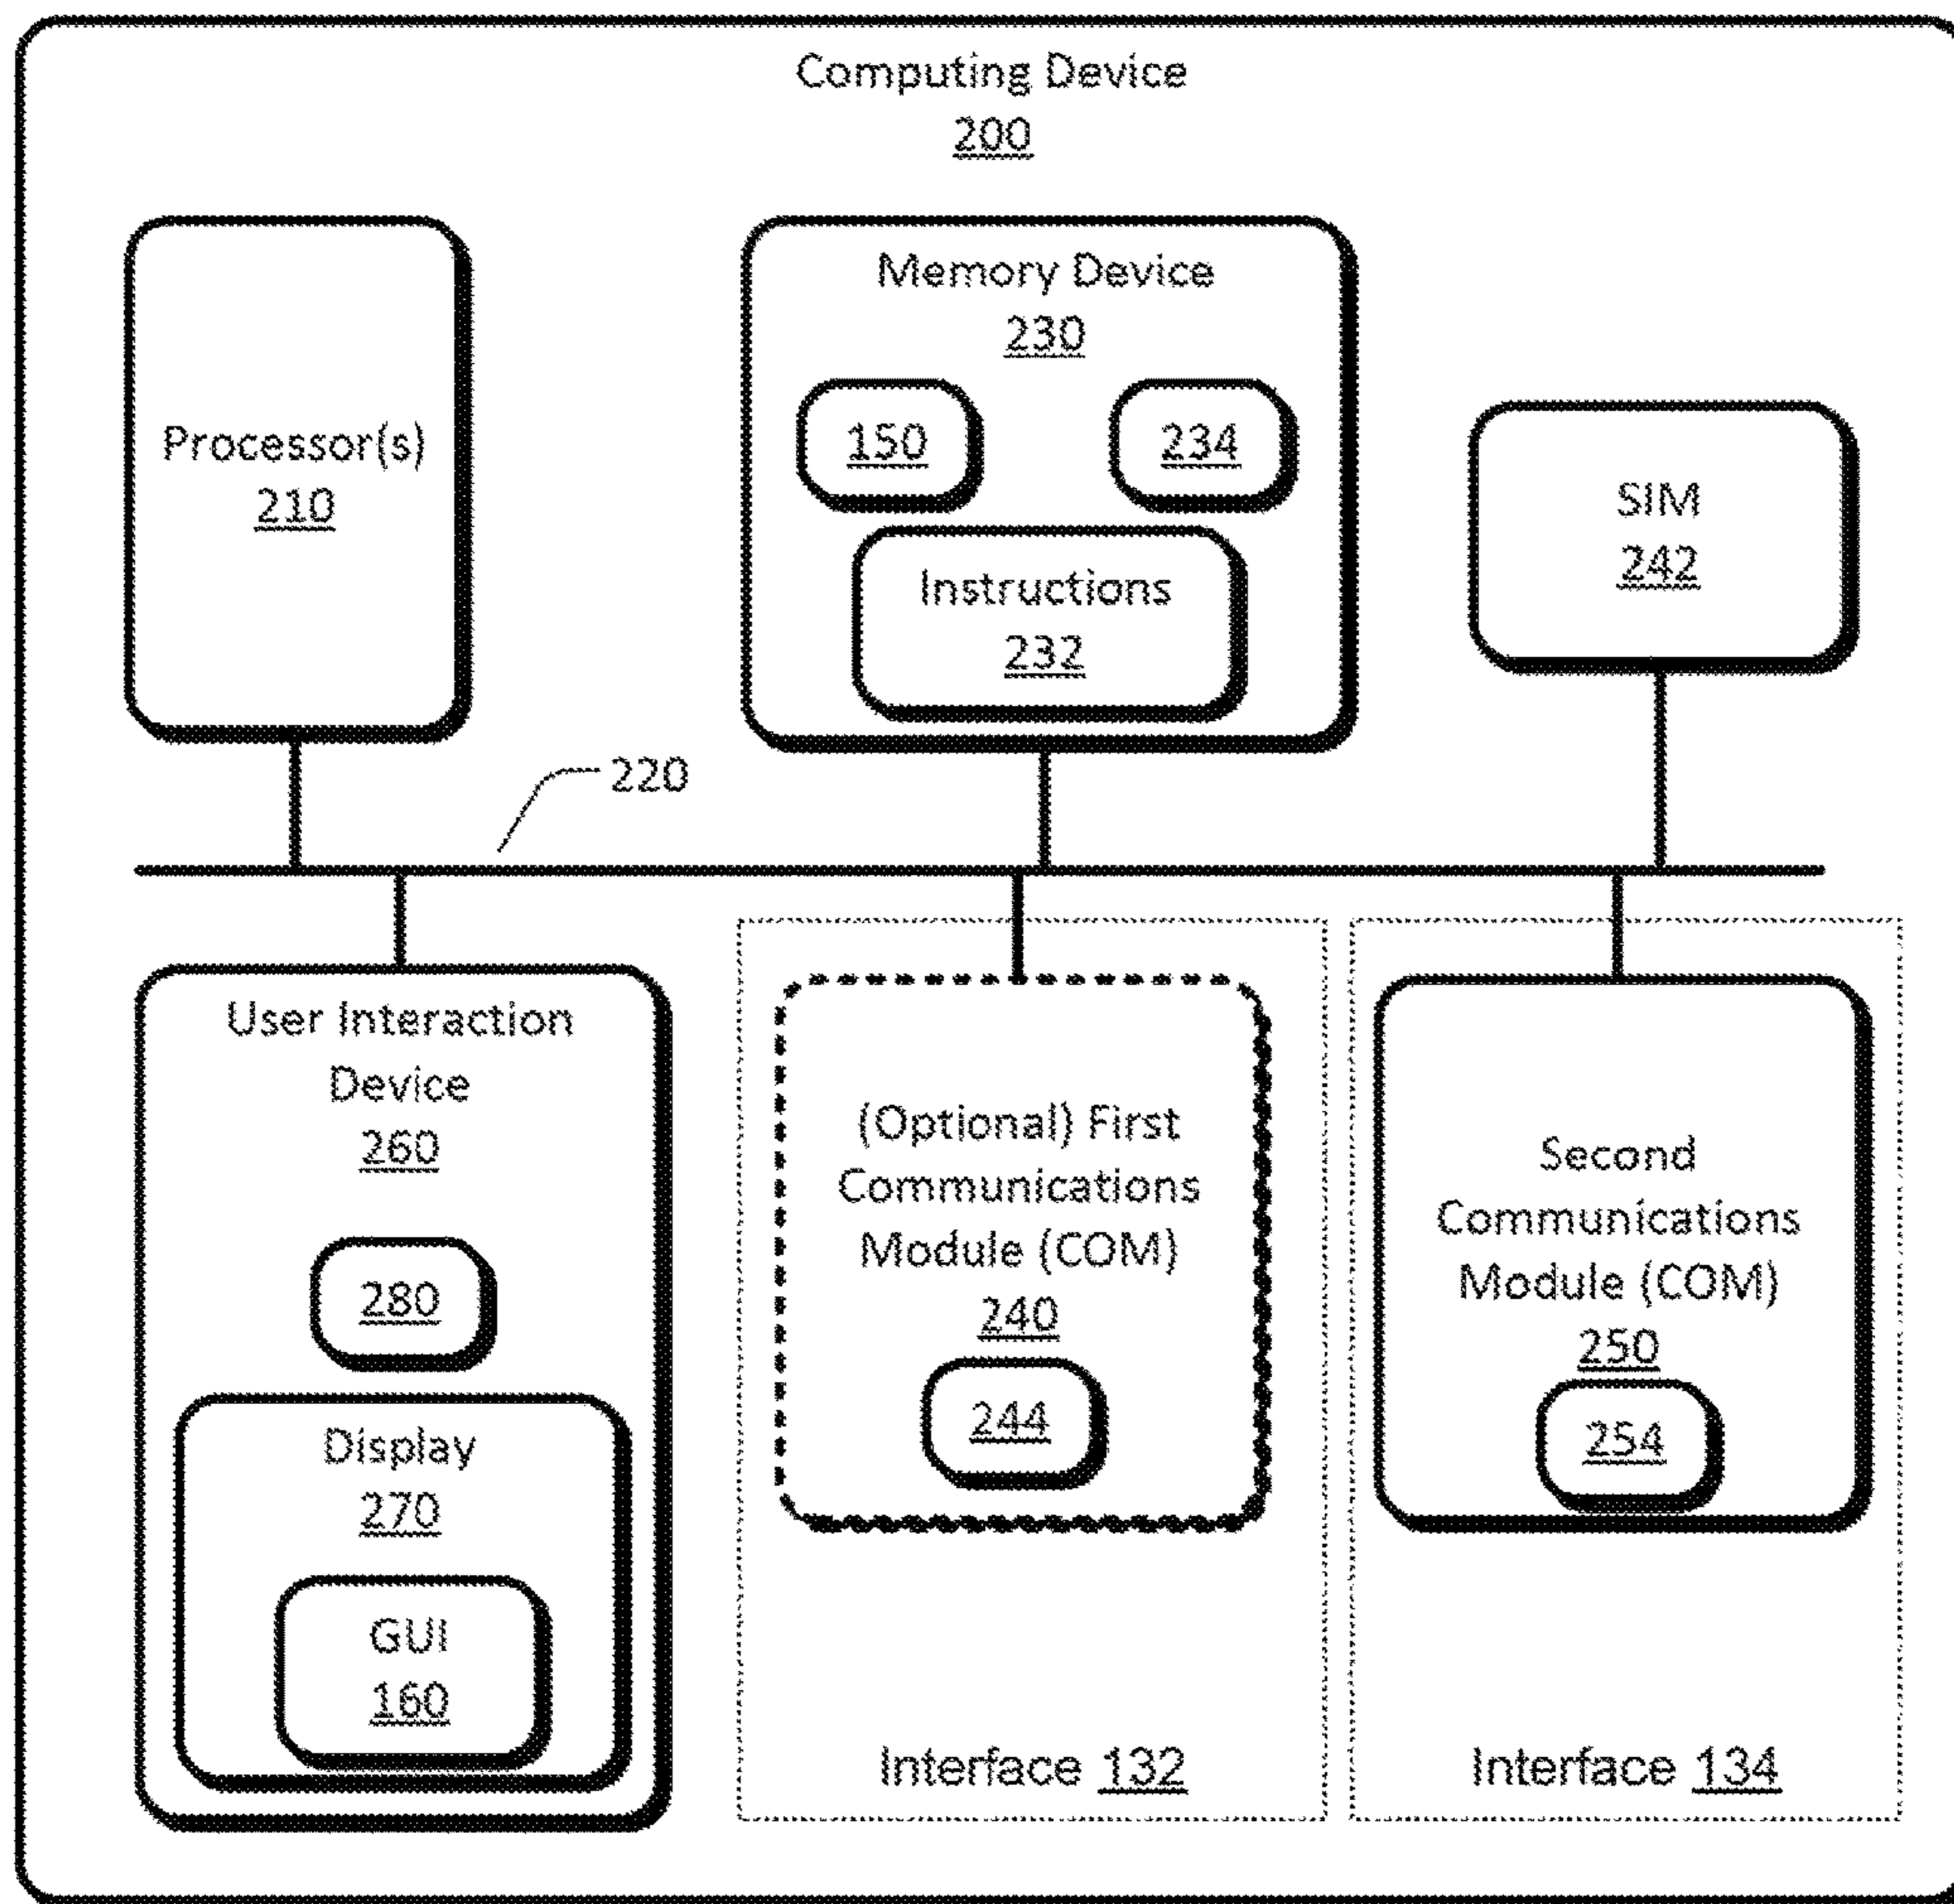 Computing Device
200
Processor(s)
210
Memory Device
230
150
234
Instructions
232
SIM
242
220
User Interaction
Device
260
280
Display
270
GUI
160
(Optional) First
Communications
Module (COM)
240
244
Interface 132
Second
Communications
Module (COM)
250
254
Interface 134